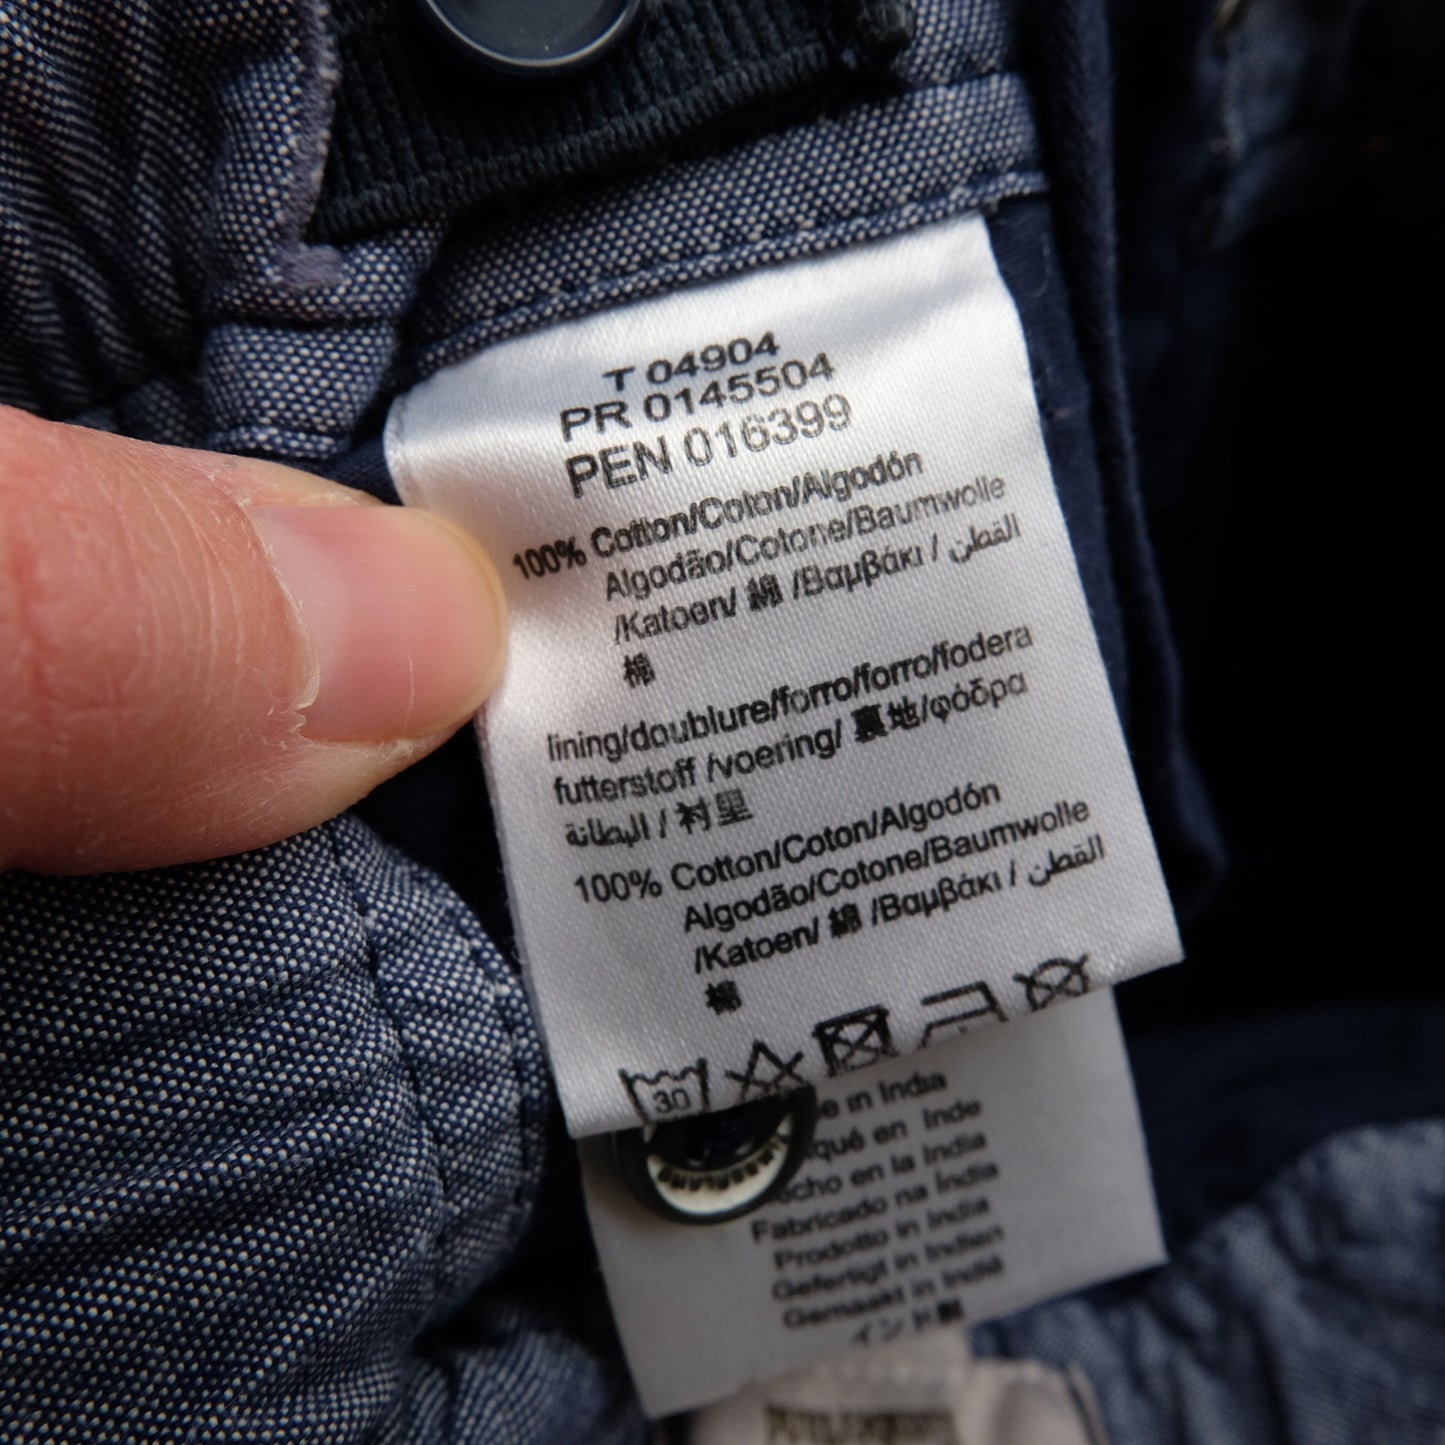 T 04904
PR 0145504
PEN 016399
100% Cotton/Coton/Algodón
Algodão/Cotone/Baumwolle
/Katoen/ 綿 /Βαμβάκι / القطن
棉
lining/doublure/forro/forro/fodera
futterstoff /voering/ 裏地/φόδρα
البطانة / 衬里
100% Cotton/Coton/Algodón
Algodão/Cotone/Baumwolle
/Katoen/ 綿 /Βαμβάκι / القطن
棉
30
in India
en Inde
en la India
Fabricado na India
Prodotto in India
Gefertigt in Indien
Gemaakt in Indië
インド製